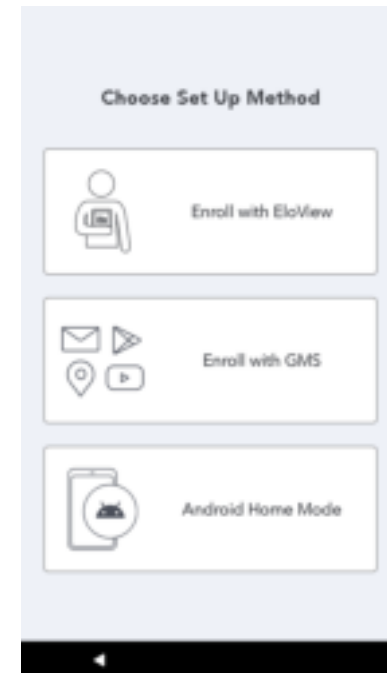 Choose Set Up Method
Enroll with EloView
Enroll with GMS
Android Home Mode